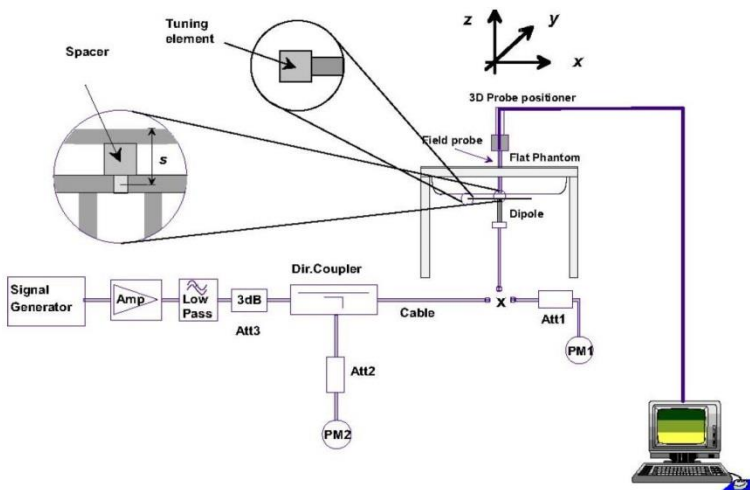 Tuning
element
Spacer
s
z
y
x
3D Probe positioner
Field probe
Flat Phantom
Dipole
Dir.Coupler
Signal
Generator
Amp
Low
Pass
3dB
Att3
Cable
x
Att1
PM1
Att2
PM2